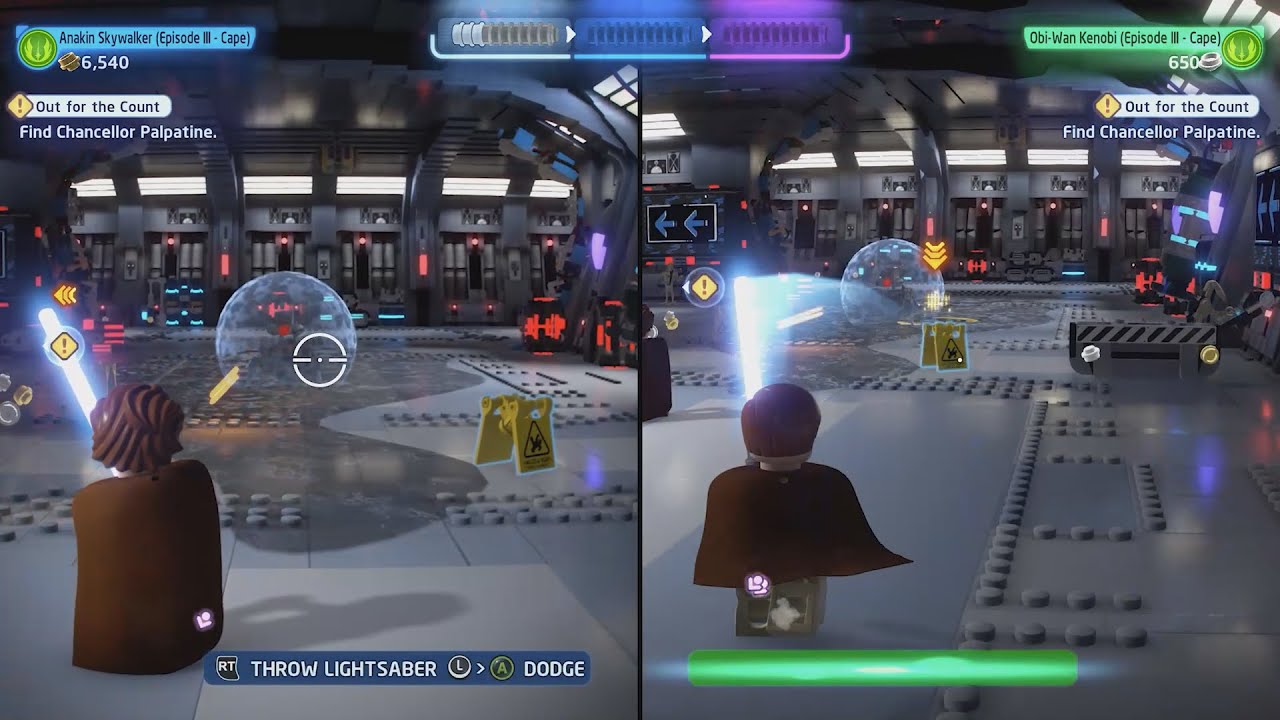 Anakin Skywalker (Episode III - Cape)
6,540
Out for the Count
Find Chancellor Palpatine.
Obi-Wan Kenobi (Episode III - Cape)
650
Out for the Count
Find Chancellor Palpatine.
RT THROW LIGHTSABER L > A DODGE